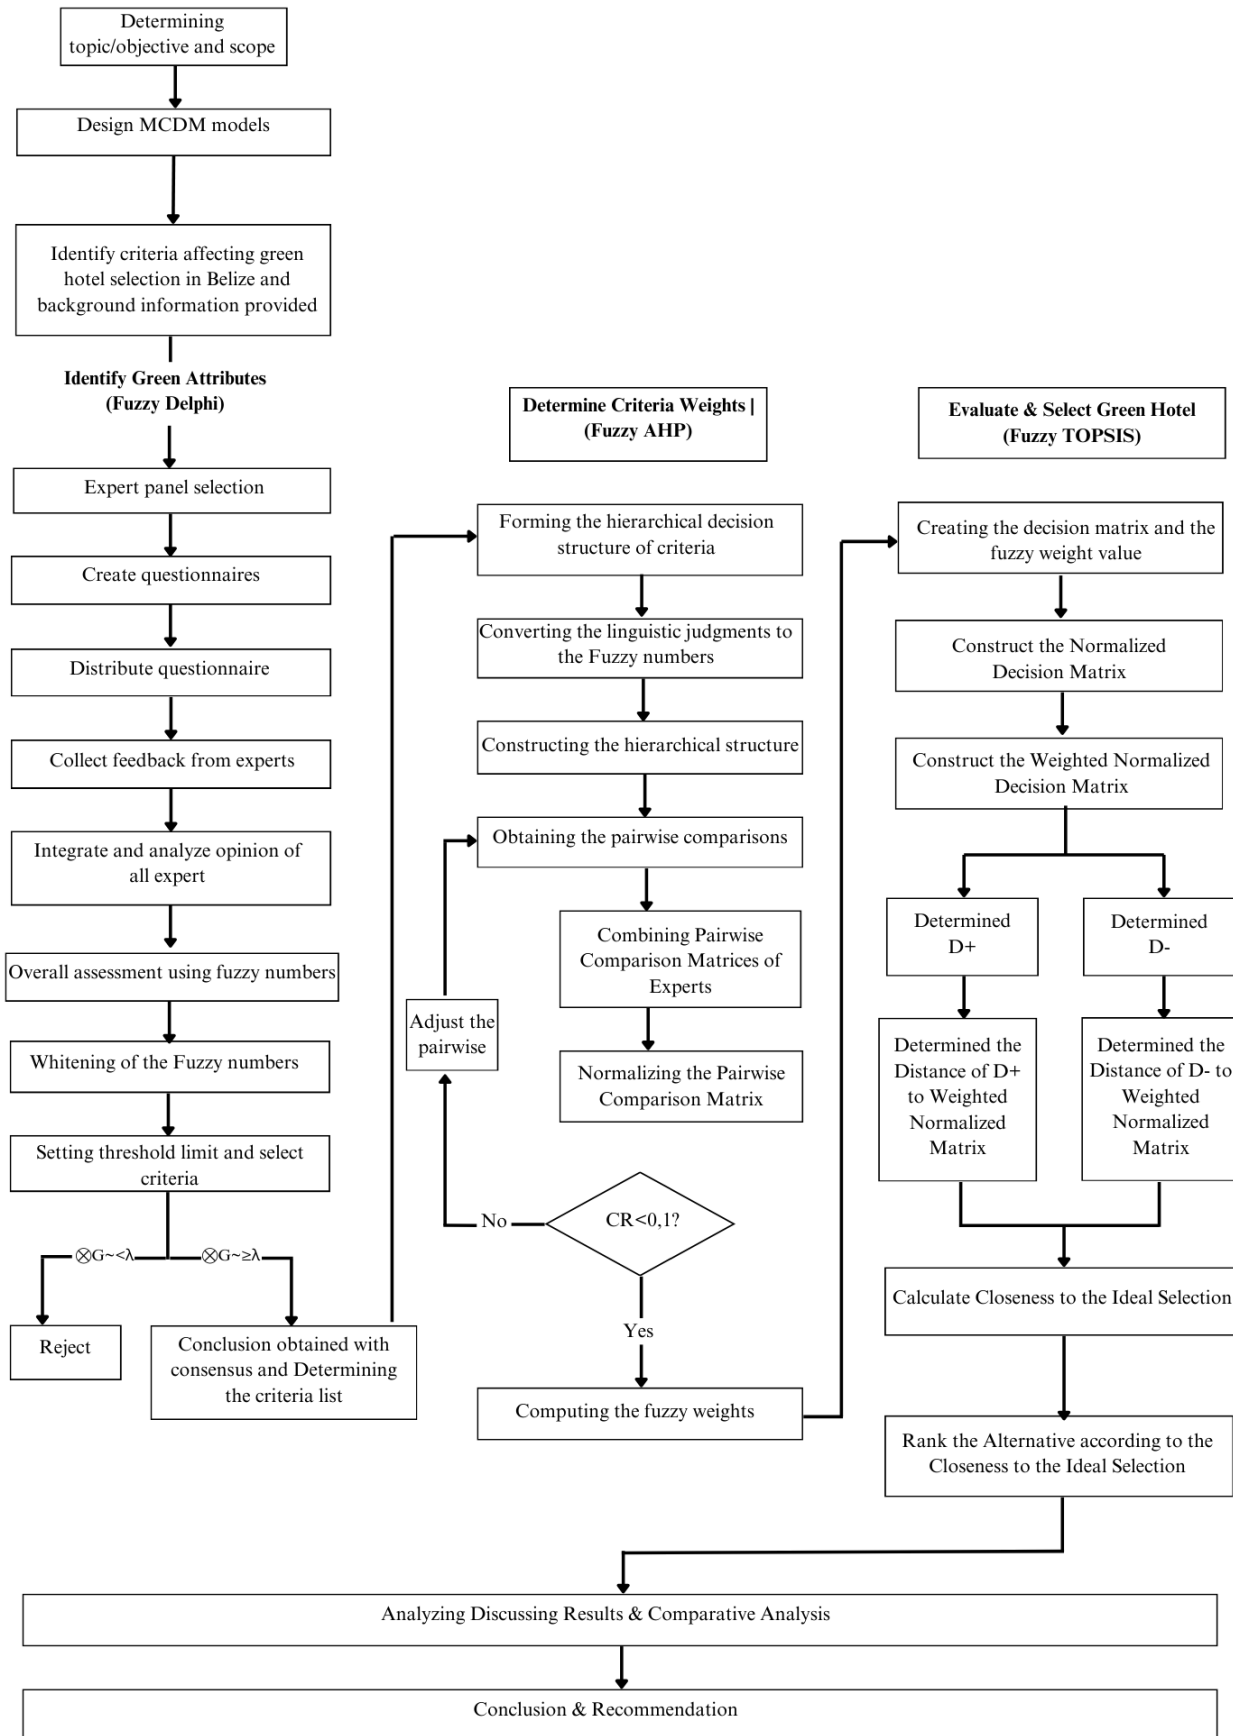 Determining
topic/objective and scope
Design MCDM models
Identify criteria affecting green
hotel selection in Belize and
background information provided
Identify Green Attributes
(Fuzzy Delphi)
Expert panel selection
Create questionnaires
Distribute questionnaire
Collect feedback from experts
Integrate and analyze opinion of
all expert
Overall assessment using fuzzy numbers
Whitening of the Fuzzy numbers
Setting threshold limit and select
criteria
⊗G~<λ
⊗G~≥λ
Reject
Conclusion obtained with
consensus and Determining
the criteria list
Determine Criteria Weights |
(Fuzzy AHP)
Forming the hierarchical decision
structure of criteria
Converting the linguistic judgments to
the Fuzzy numbers
Constructing the hierarchical structure
Obtaining the pairwise comparisons
Combining Pairwise
Comparison Matrices of
Experts
Adjust the
pairwise
Normalizing the Pairwise
Comparison Matrix
No
CR<0,1?
Yes
Computing the fuzzy weights
Evaluate & Select Green Hotel
(Fuzzy TOPSIS)
Creating the decision matrix and the
fuzzy weight value
Construct the Normalized
Decision Matrix
Construct the Weighted Normalized
Decision Matrix
Determined
D+
Determined
D-
Determined the
Distance of D+
to Weighted
Normalized
Matrix
Determined the
Distance of D- to
Weighted
Normalized
Matrix
Calculate Closeness to the Ideal Selection
Rank the Alternative according to the
Closeness to the Ideal Selection
Analyzing Discussing Results & Comparative Analysis
Conclusion & Recommendation